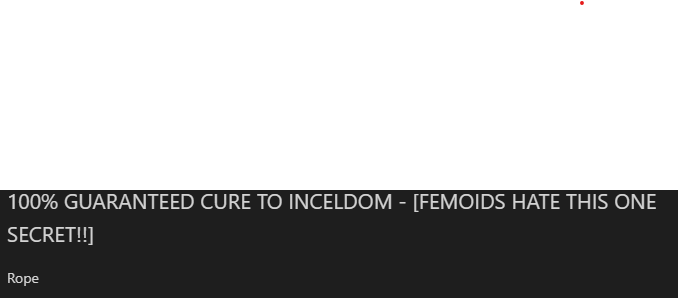 100% GUARANTEED CURE TO INCELDOM - [FEMOIDS HATE THIS ONE
SECRET!!]
Rope